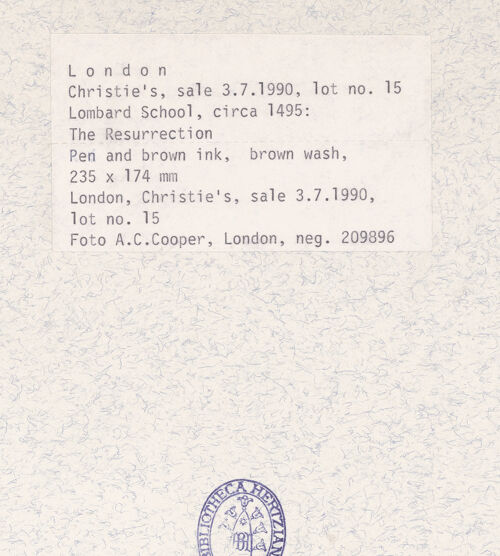 L o n d o n
Christie's, sale 3.7.1990, lot no. 15
Lombard School, circa 1495:
The Resurrection
Pen and brown ink,  brown wash,
235 x 174 mm
London, Christie's, sale 3.7.1990,
lot no. 15
Foto A.C.Cooper, London, neg. 209896
BIBLIOTHECA HERTZIAN
BH